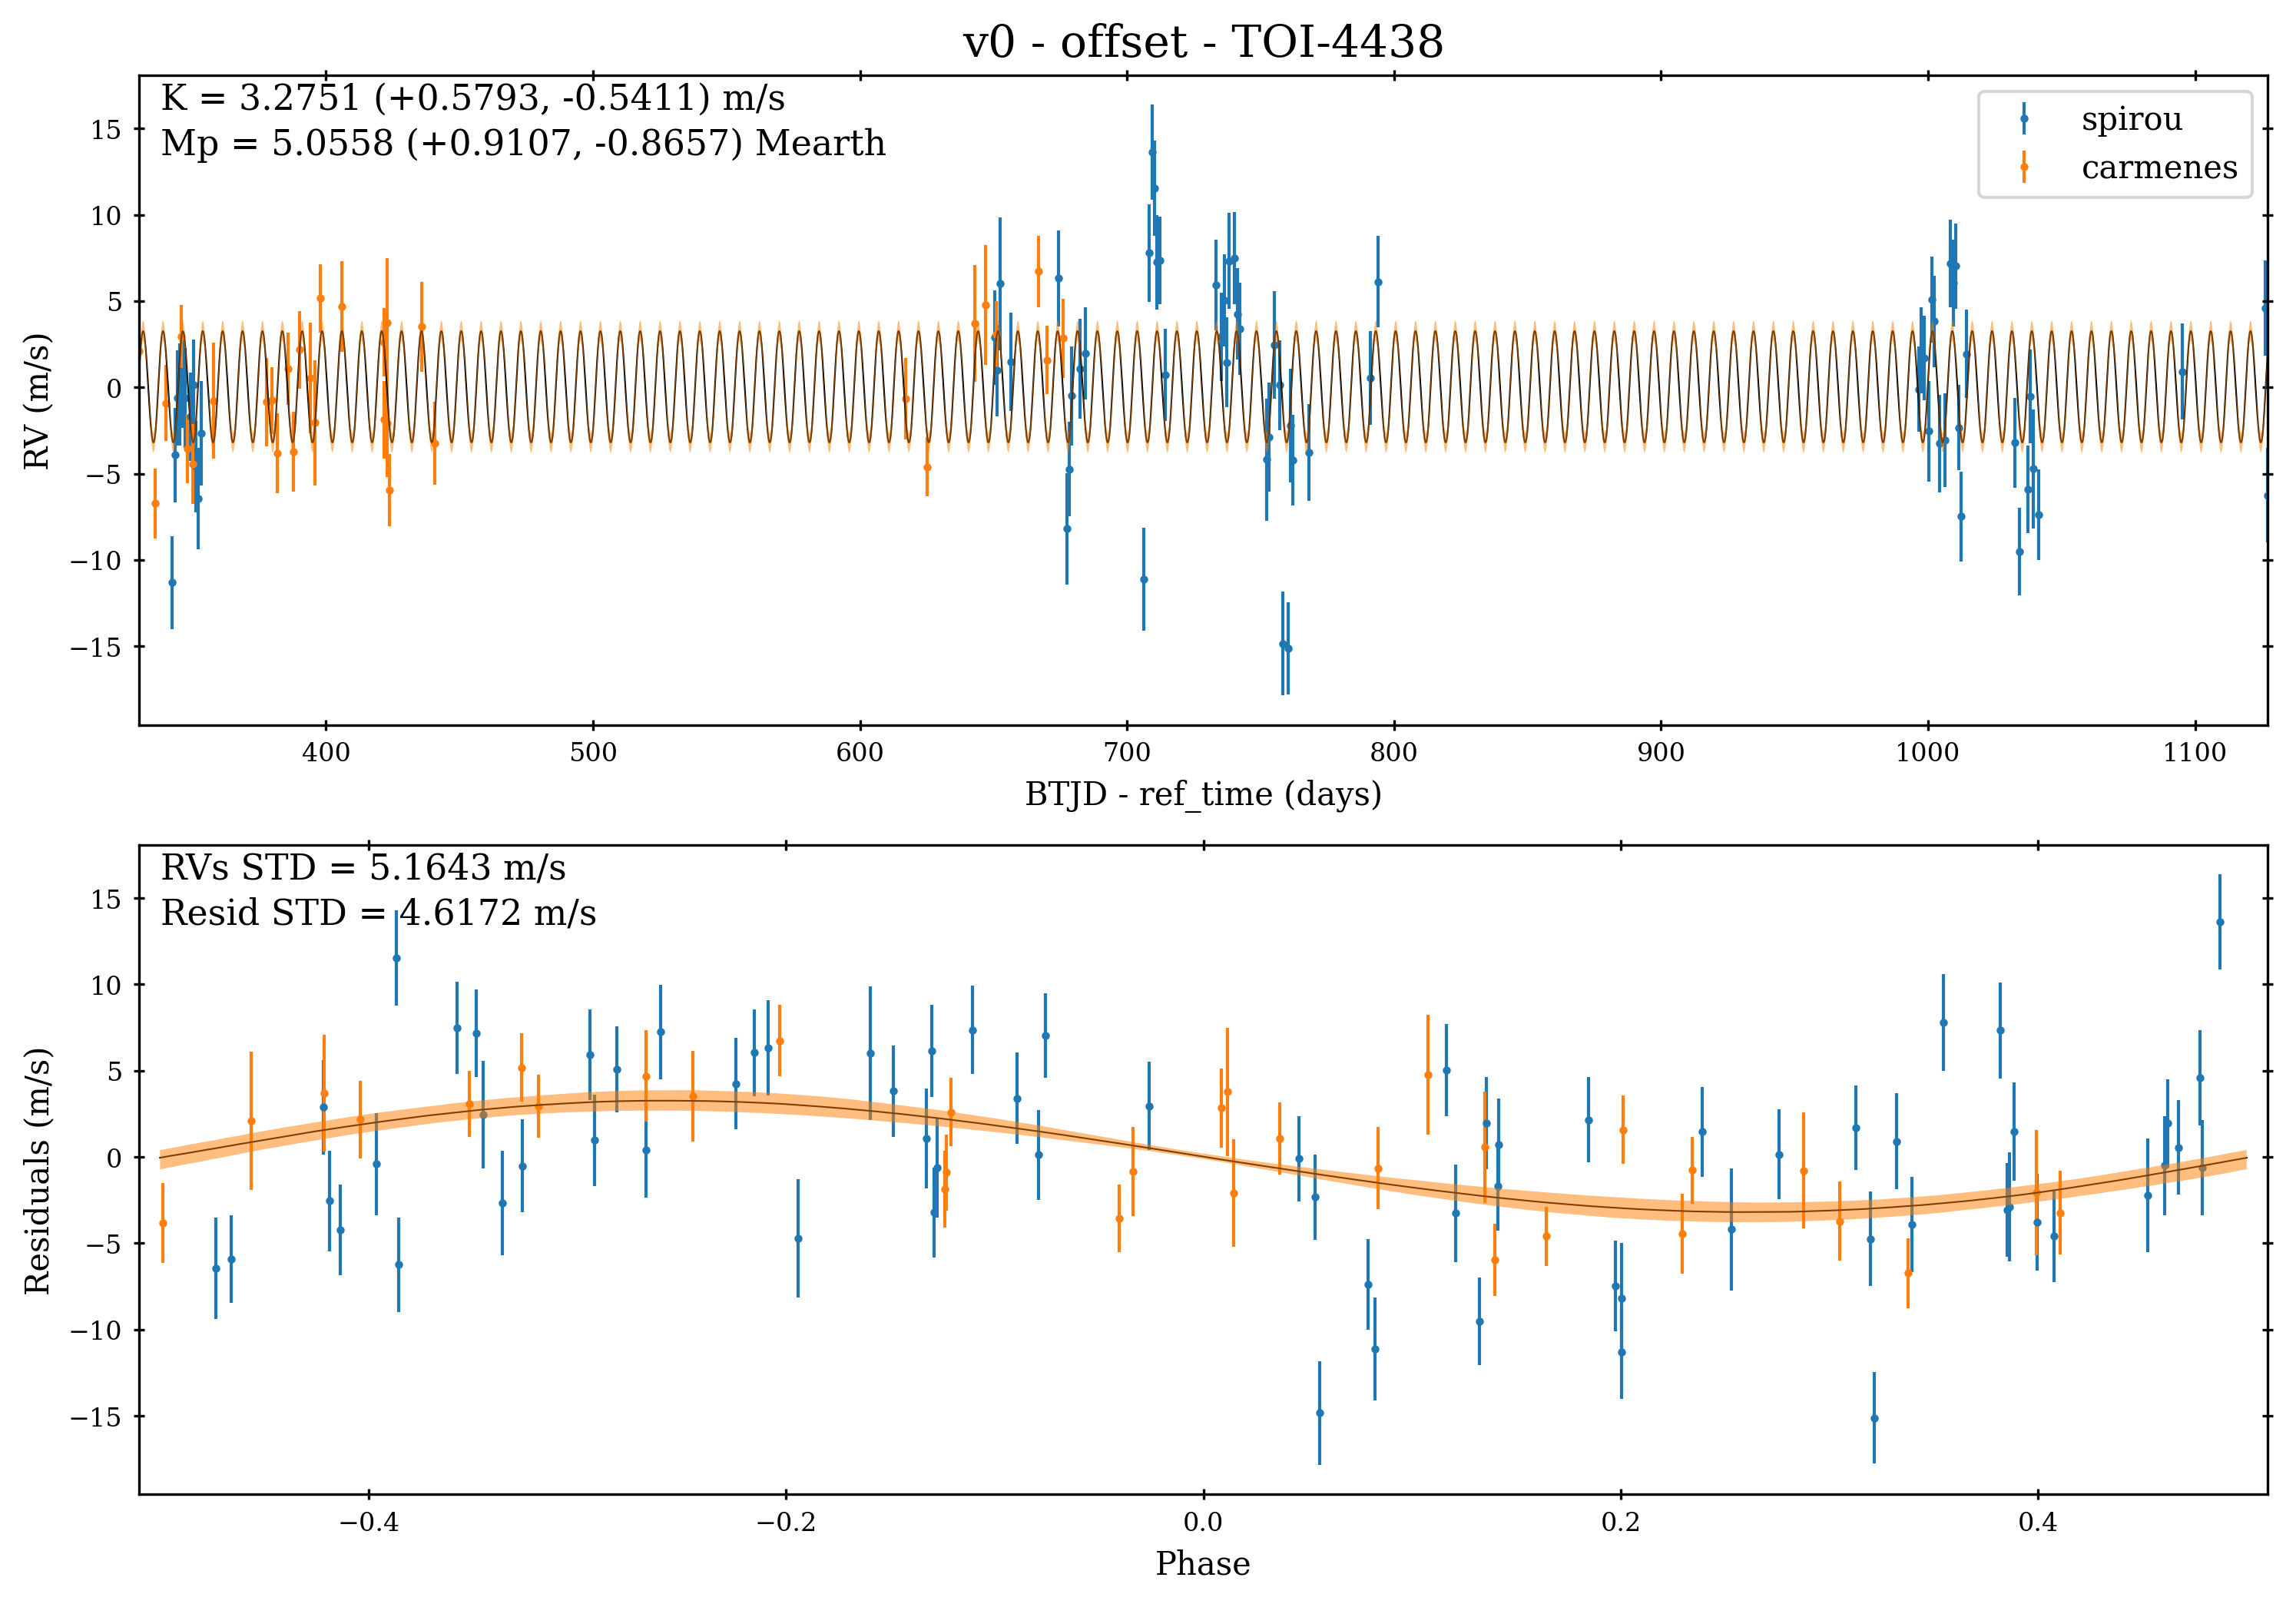 v0 - offset - TOI-4438
K = 3.2751 (+0.5793, -0.5411) m/s
Mp = 5.0558 (+0.9107, -0.8657) Mearth
spirou
carmenes
15
10
5
0
−5
−10
−15
RV (m/s)
400 500 600 700 800 900 1000 1100
BTJD - ref_time (days)
RVs STD = 5.1643 m/s
Resid STD = 4.6172 m/s
15
10
5
0
−5
−10
−15
Residuals (m/s)
−0.4 −0.2 0.0 0.2 0.4
Phase